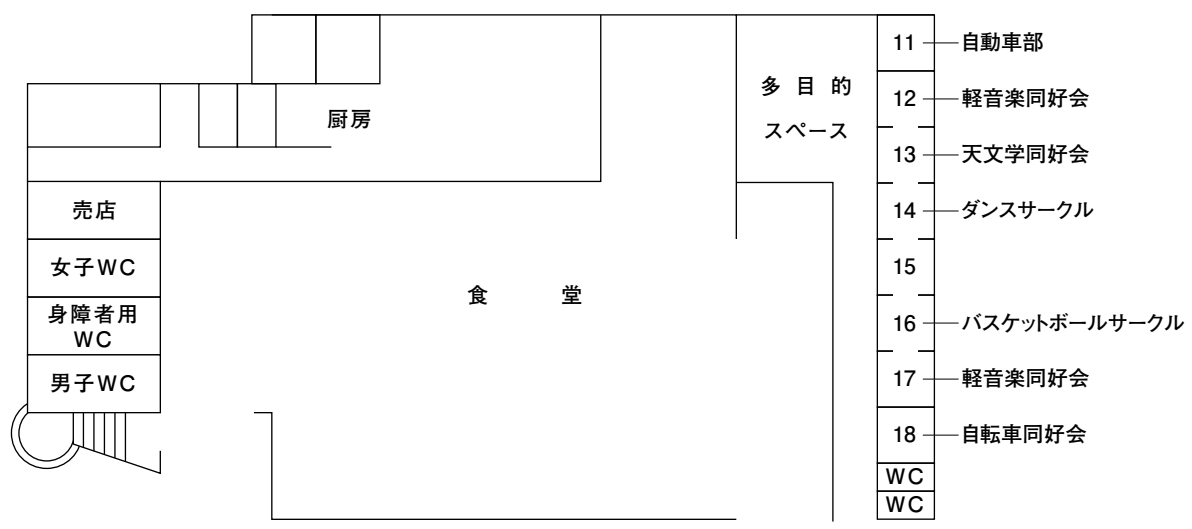 11 自動車部
12 軽音楽同好会
13 天文学同好会
14 ダンスサークル
15
16 バスケットボールサークル
17 軽音楽同好会
18 自転車同好会
WC
WC
多目的
スペース
厨房
売店
女子WC
身障者用
WC
男子WC
食堂